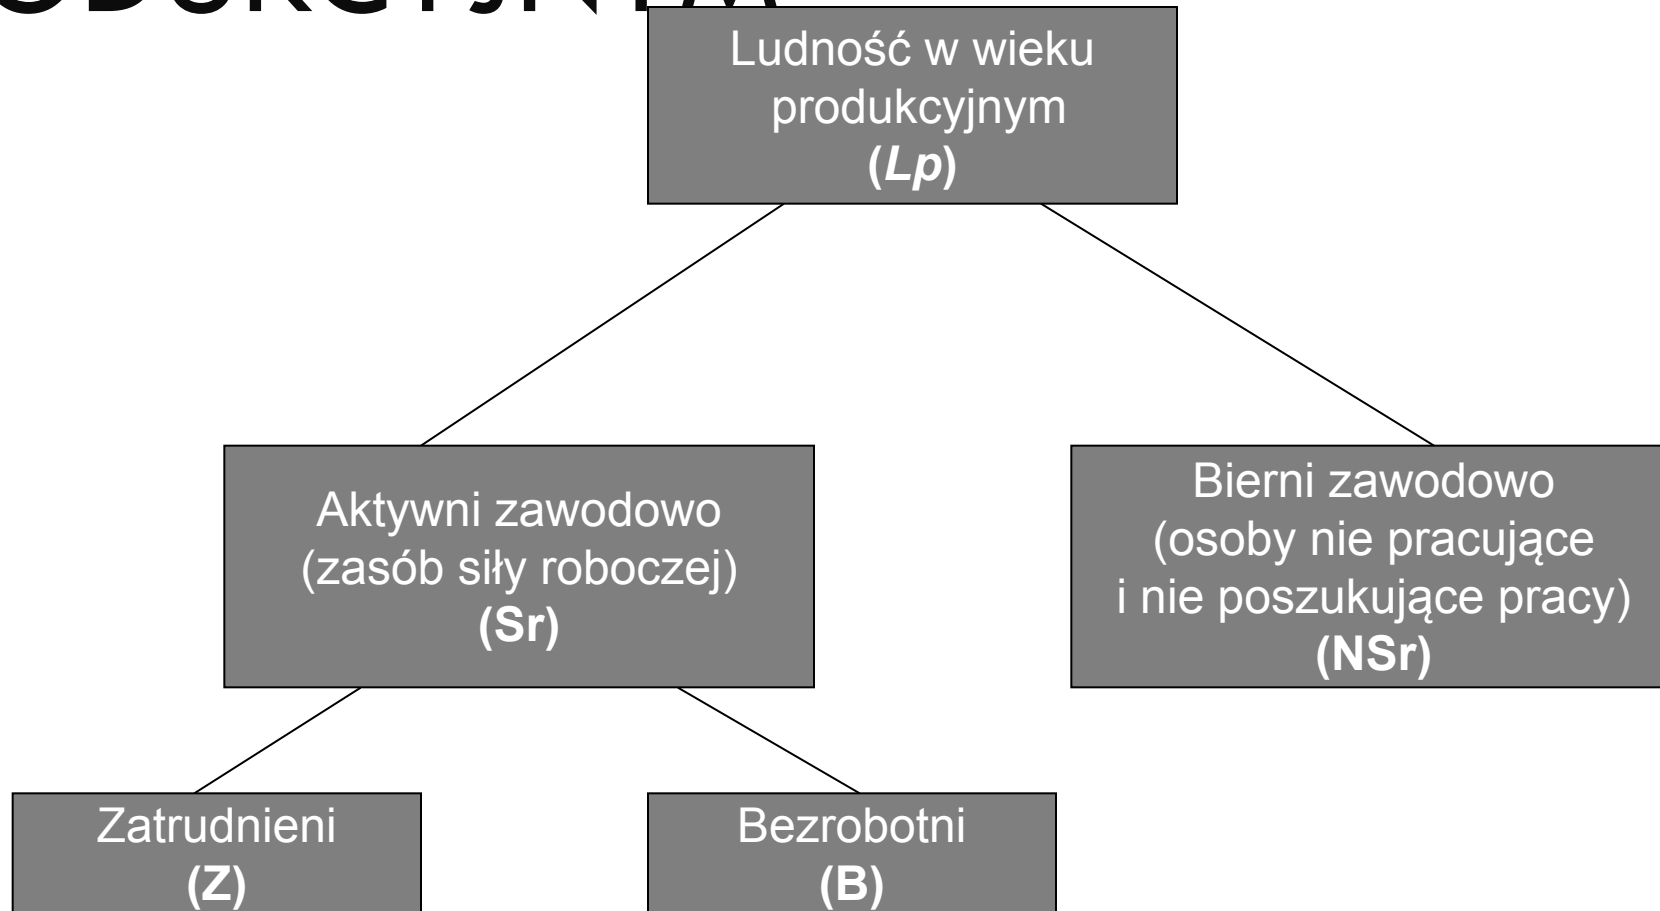 Ludność w wieku
produkcyjnym
(Lp)
Aktywni zawodowo
(zasób siły roboczej)
(Sr)
Bierni zawodowo
(osoby nie pracujące
i nie poszukujące pracy)
(NSr)
Zatrudnieni
(Z)
Bezrobotni
(B)